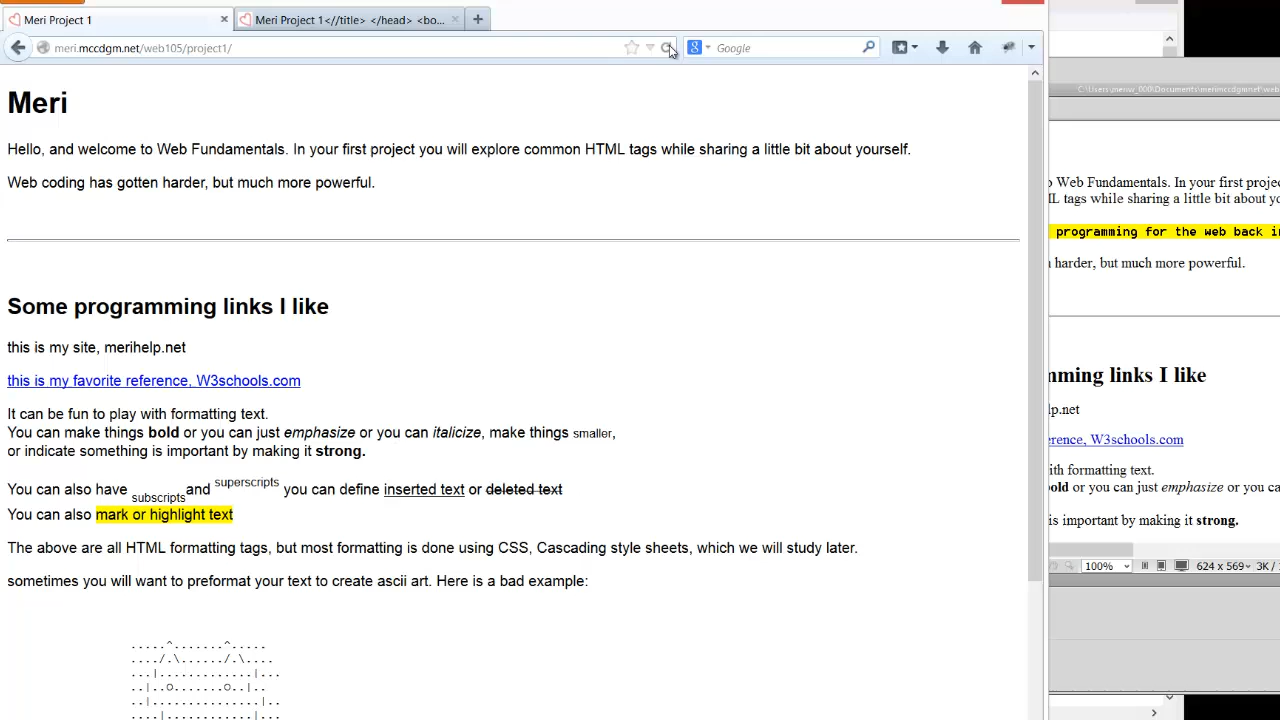 Meri Project 1
Meri Project 1<//title> </head> <bo...
meri.mccdgm.net/web105/project1/
Google
Meri
Hello, and welcome to Web Fundamentals. In your first project you will explore common HTML tags while sharing a little bit about yourself.
Web coding has gotten harder, but much more powerful.
Some programming links I like
this is my site, merihelp.net
this is my favorite reference, W3schools.com
It can be fun to play with formatting text.
You can make things bold or you can just emphasize or you can italicize, make things smaller,
or indicate something is important by making it strong.
You can also have subscripts and superscripts you can define inserted text or deleted text
You can also mark or highlight text
The above are all HTML formatting tags, but most formatting is done using CSS, Cascading style sheets, which we will study later.
sometimes you will want to preformat your text to create ascii art. Here is a bad example:
.....^.......^.....
..../.\....../.\....
...|.............|...
..|..o.......o..|..
..|...............|..
....|...........|...
o Web Fundamentals. In your first projec
ML tags while sharing a little bit about yo
programming for the web back in
harder, but much more powerful.
mming links I like
lp.net
erence, W3schools.com
ith formatting text.
old or you can just emphasize or you ca
is important by making it strong.
100%
624 x 569
3K / 1